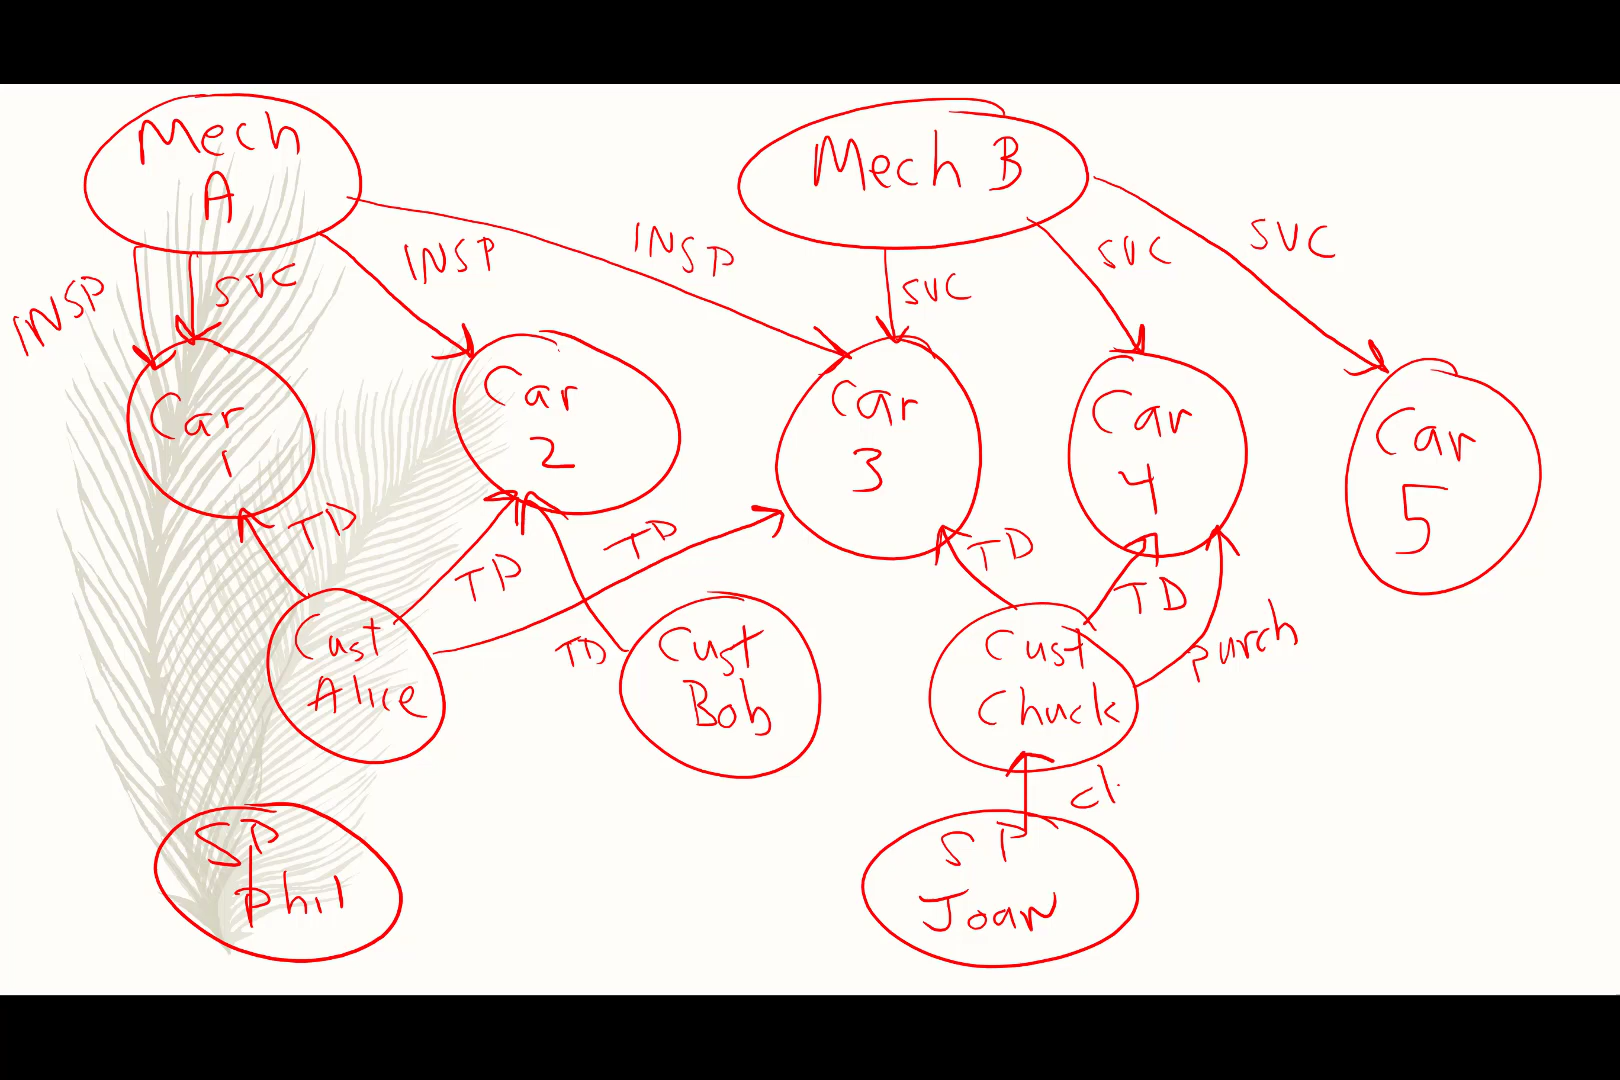 Mech
A
Mech B
INSP
SVC
INSP
INSP
SVC
SVC
SVC
Car
1
Car
2
Car
3
Car
4
Car
5
TD
TD
TD
TD
TD
TD
purch
Cust
Alice
Cust
Bob
Cust
Chuck
cl
SP
Phil
SP
Joan